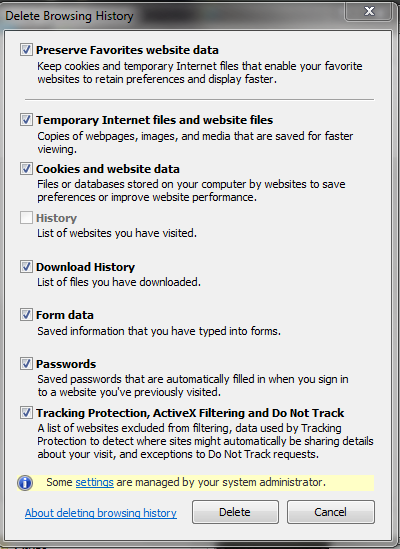 Delete Browsing History
Preserve Favorites website data
Keep cookies and temporary Internet files that enable your favorite
websites to retain preferences and display faster.
Temporary Internet files and website files
Copies of webpages, images, and media that are saved for faster
viewing.
Cookies and website data
Files or databases stored on your computer by websites to save
preferences or improve website performance.
History
List of websites you have visited.
Download History
List of files you have downloaded.
Form data
Saved information that you have typed into forms.
Passwords
Saved passwords that are automatically filled in when you sign in
to a website you've previously visited.
Tracking Protection, ActiveX Filtering and Do Not Track
A list of websites excluded from filtering, data used by Tracking
Protection to detect where sites might automatically be sharing details
about your visit, and exceptions to Do Not Track requests.
Some settings are managed by your system administrator.
About deleting browsing history
Delete
Cancel